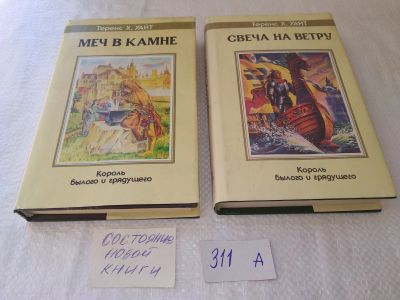 Теренс Х. УАЙТ
МЕЧ В КАМНЕ
Король
былого и грядущего
Теренс Х. УАЙТ
СВЕЧА НА ВЕТРУ
Король
былого и грядущего
СОСТОЯНИЕ
НОВОЙ
КНИГИ
311 А